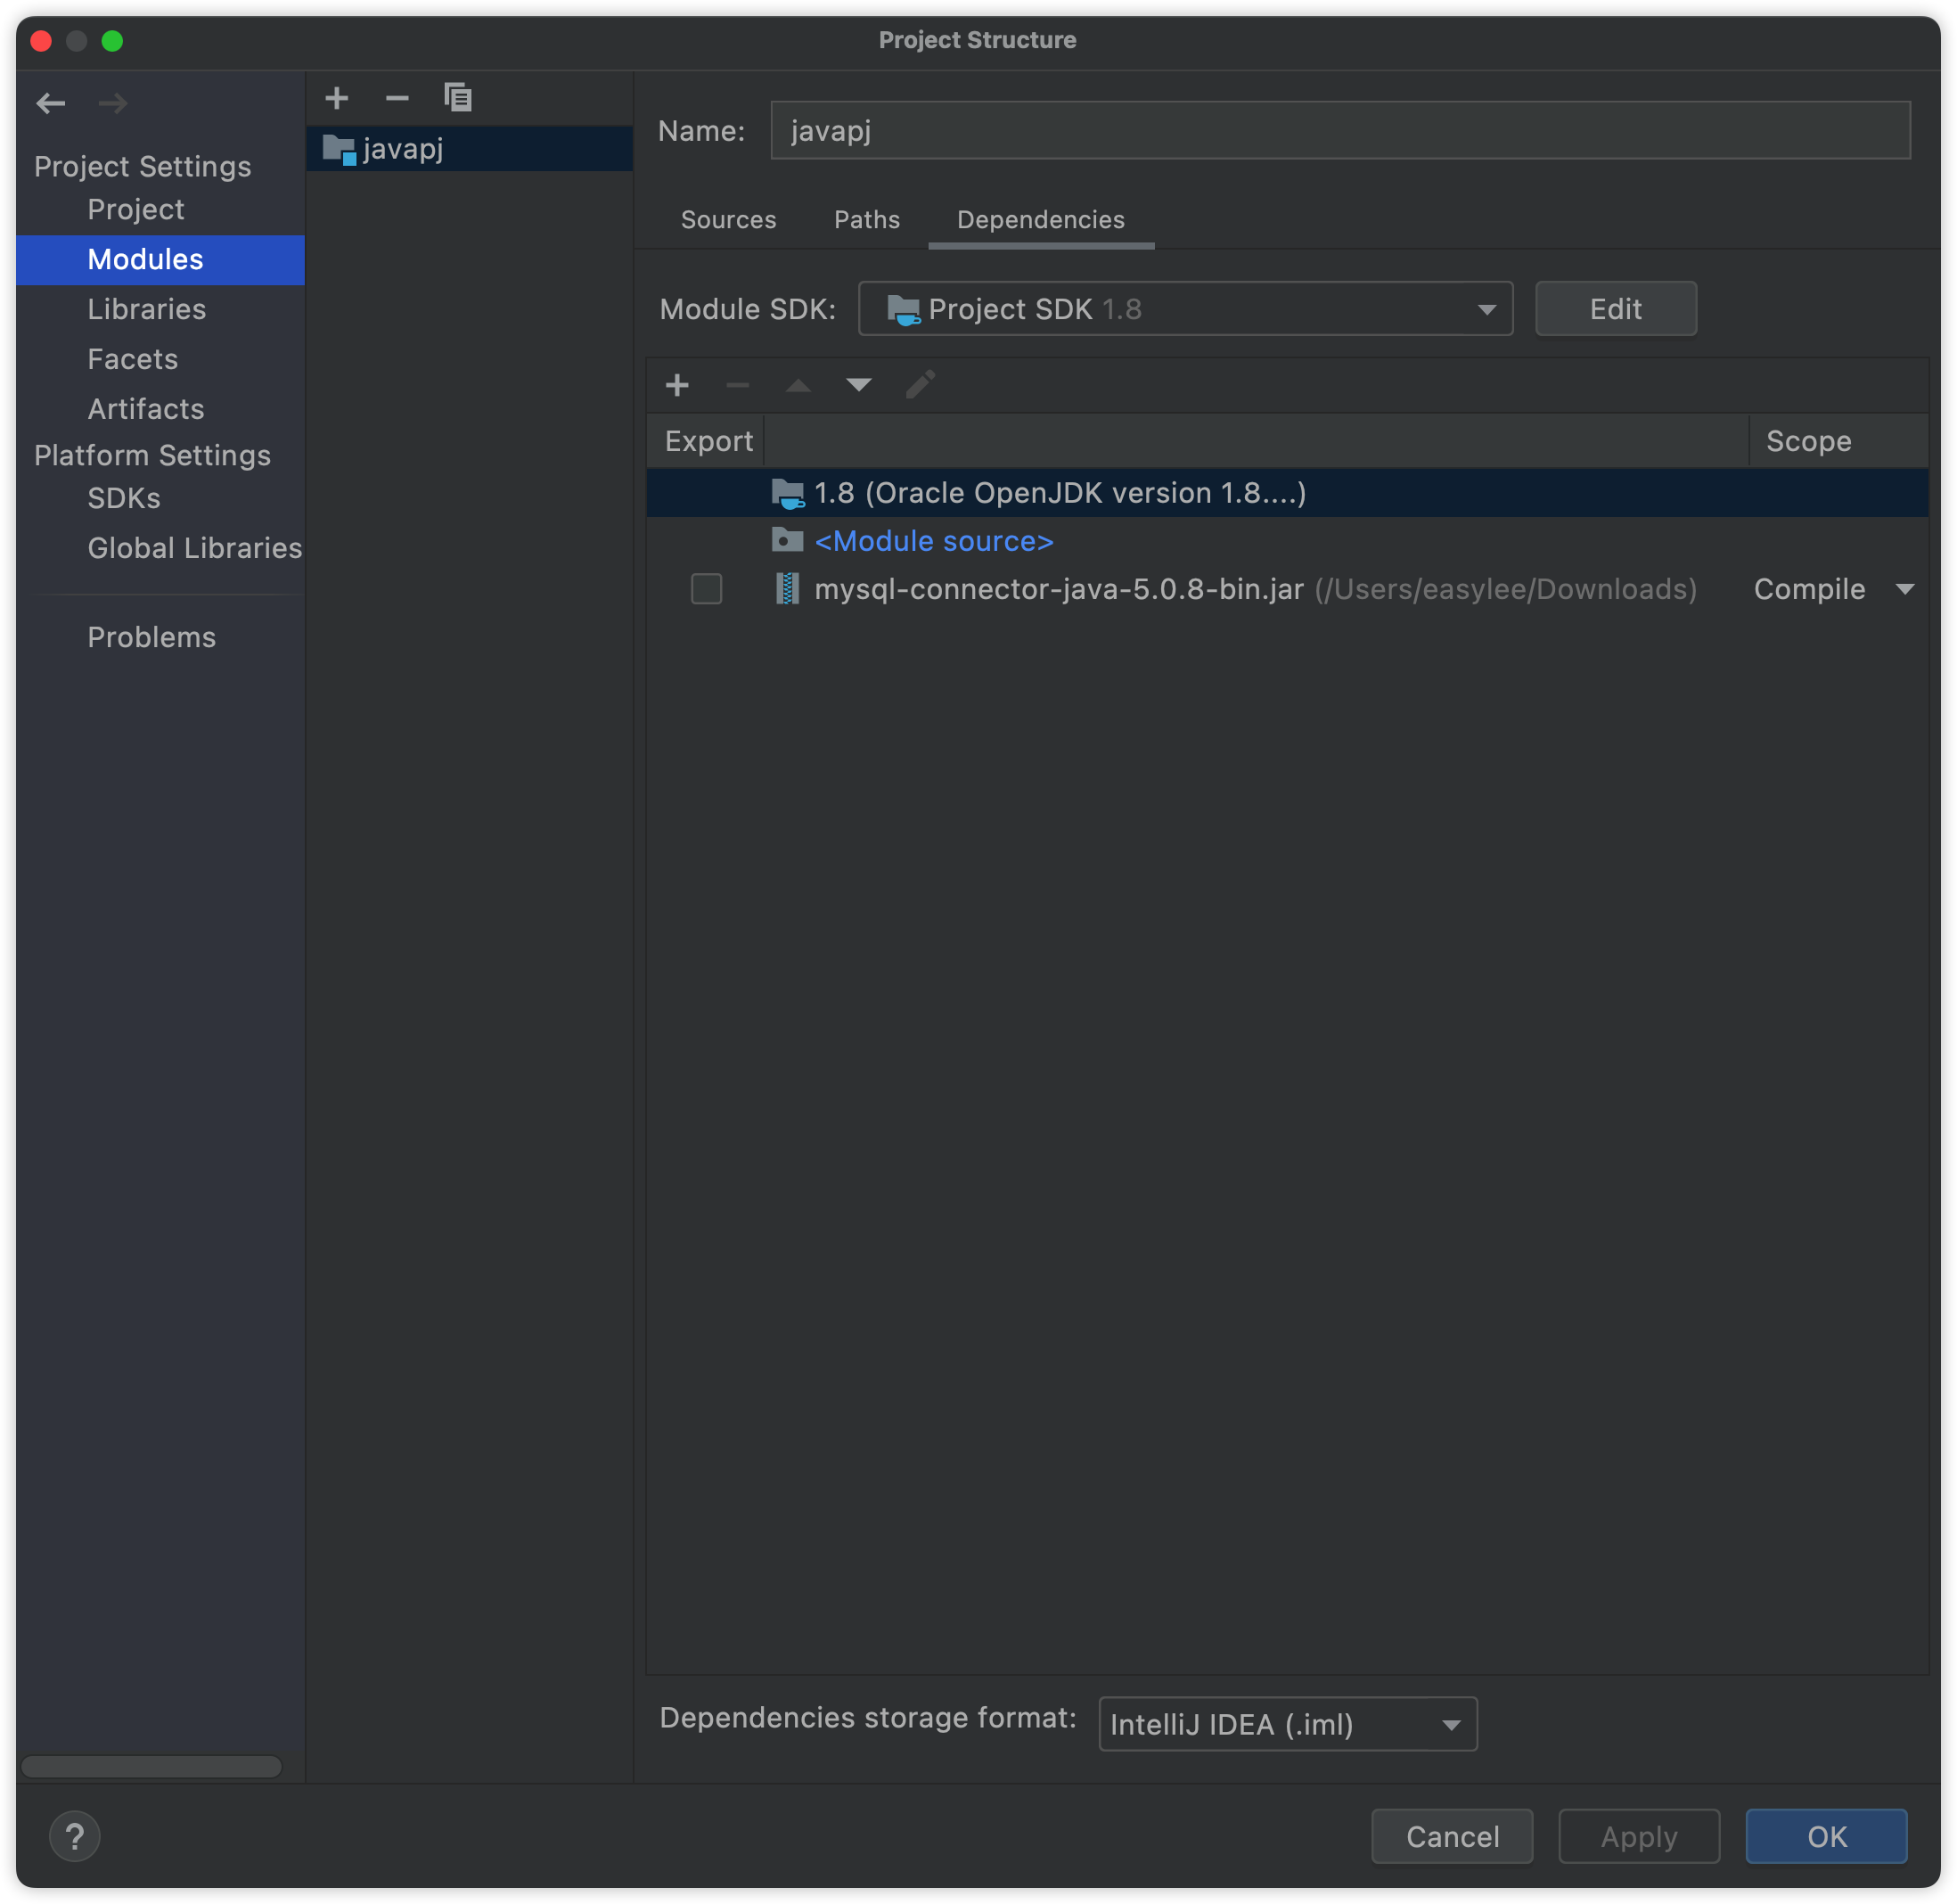 Project Structure
Project Settings
Project
Modules
Libraries
Facets
Artifacts
Platform Settings
SDKs
Global Libraries
Problems
javapj
Name: javapj
Sources Paths Dependencies
Module SDK: Project SDK 1.8 Edit
Export Scope
1.8 (Oracle OpenJDK version 1.8....)
<Module source>
mysql-connector-java-5.0.8-bin.jar (/Users/easylee/Downloads) Compile
Dependencies storage format: IntelliJ IDEA (.iml)
? Cancel Apply OK